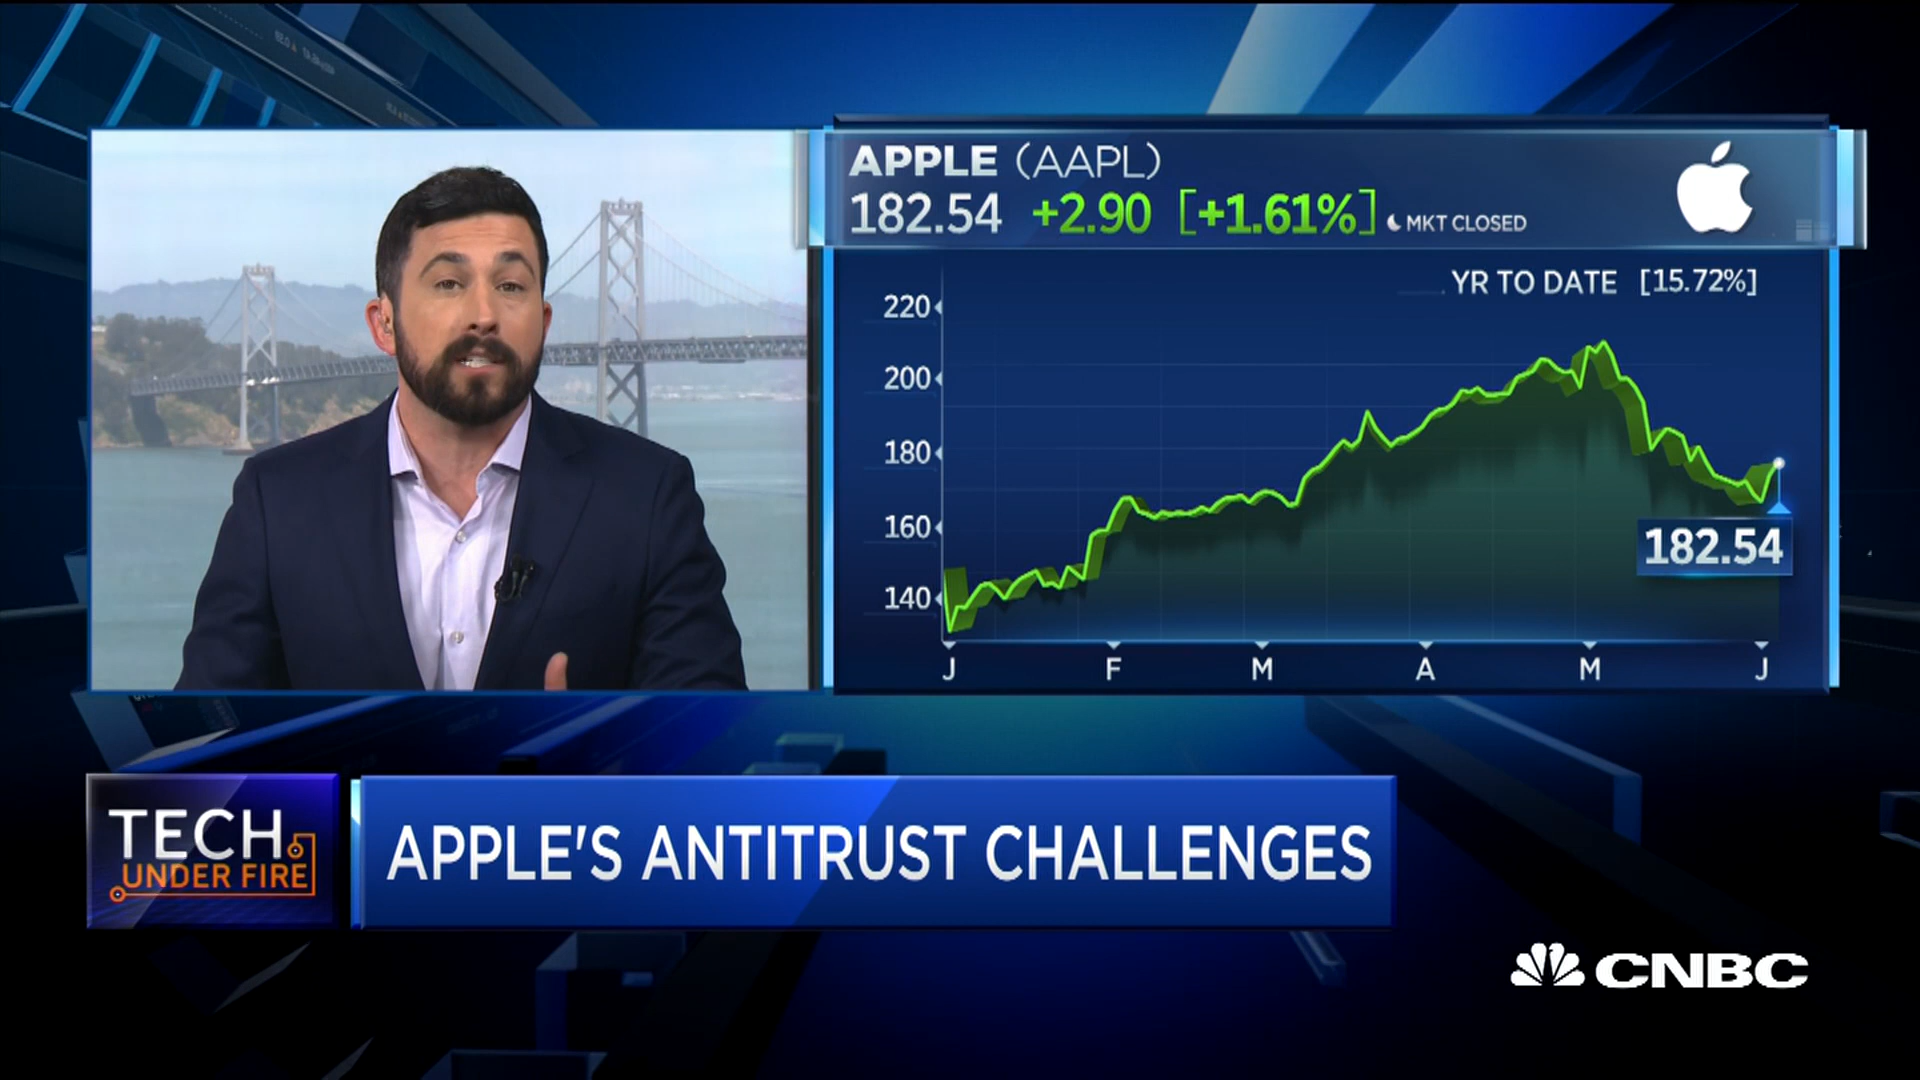 APPLE (AAPL)
182.54 +2.90 [+1.61%] MKT CLOSED
YR TO DATE [15.72%]
220
200
180
160
140
182.54
J F M A M J
TECH
UNDER FIRE
APPLE'S ANTITRUST CHALLENGES
CNBC